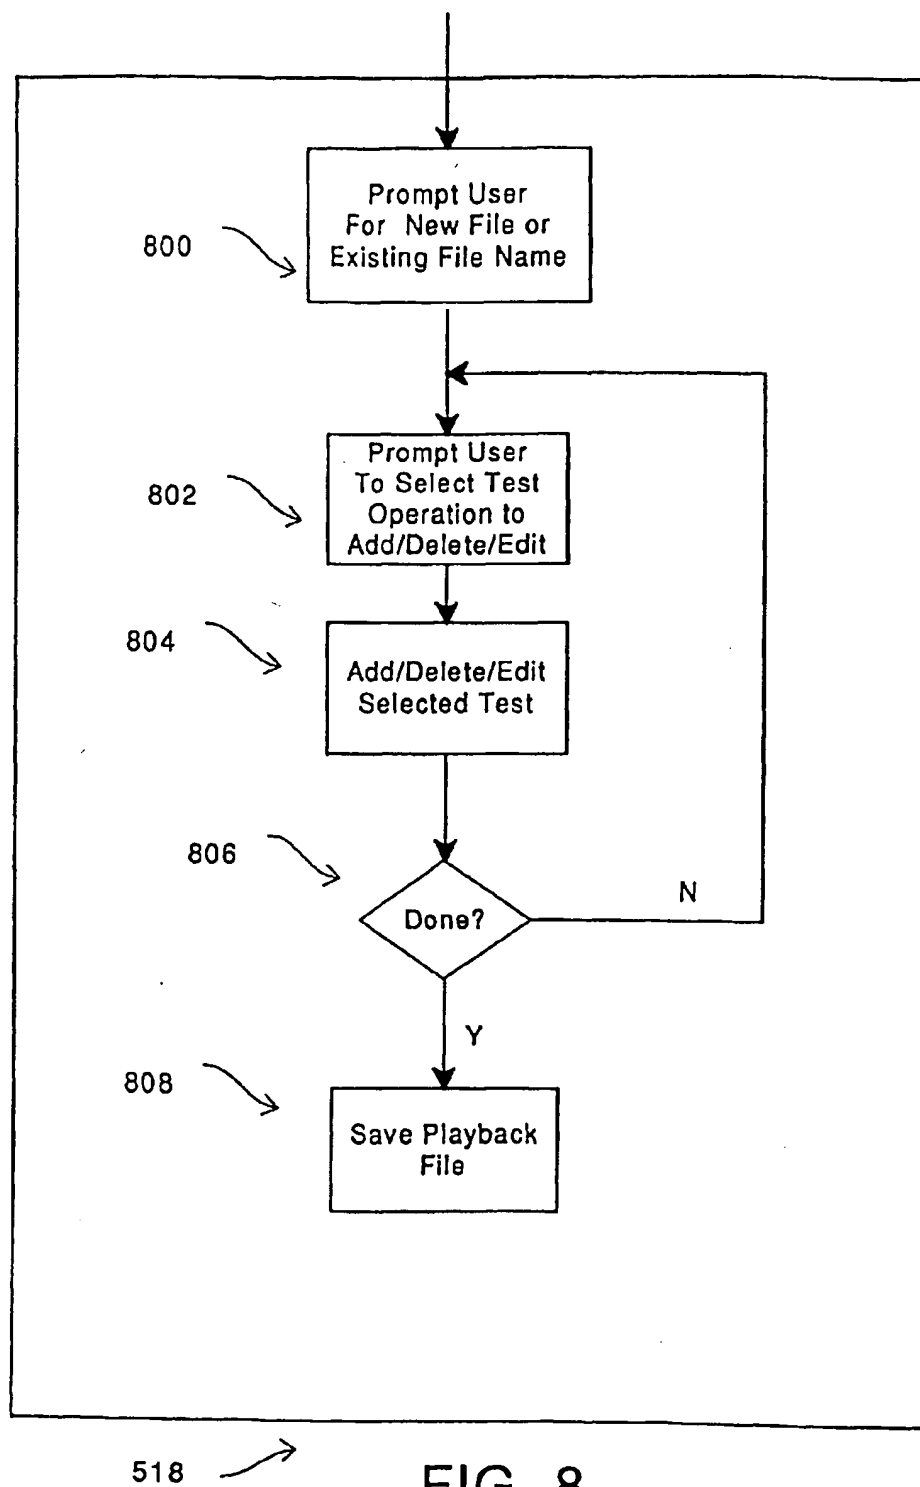 Prompt User
For New File or
Existing File Name
800
Prompt User
To Select Test
Operation to
Add/Delete/Edit
802
804
Add/Delete/Edit
Selected Test
806
Done?
N
Y
808
Save Playback
File
518
FIG. 8